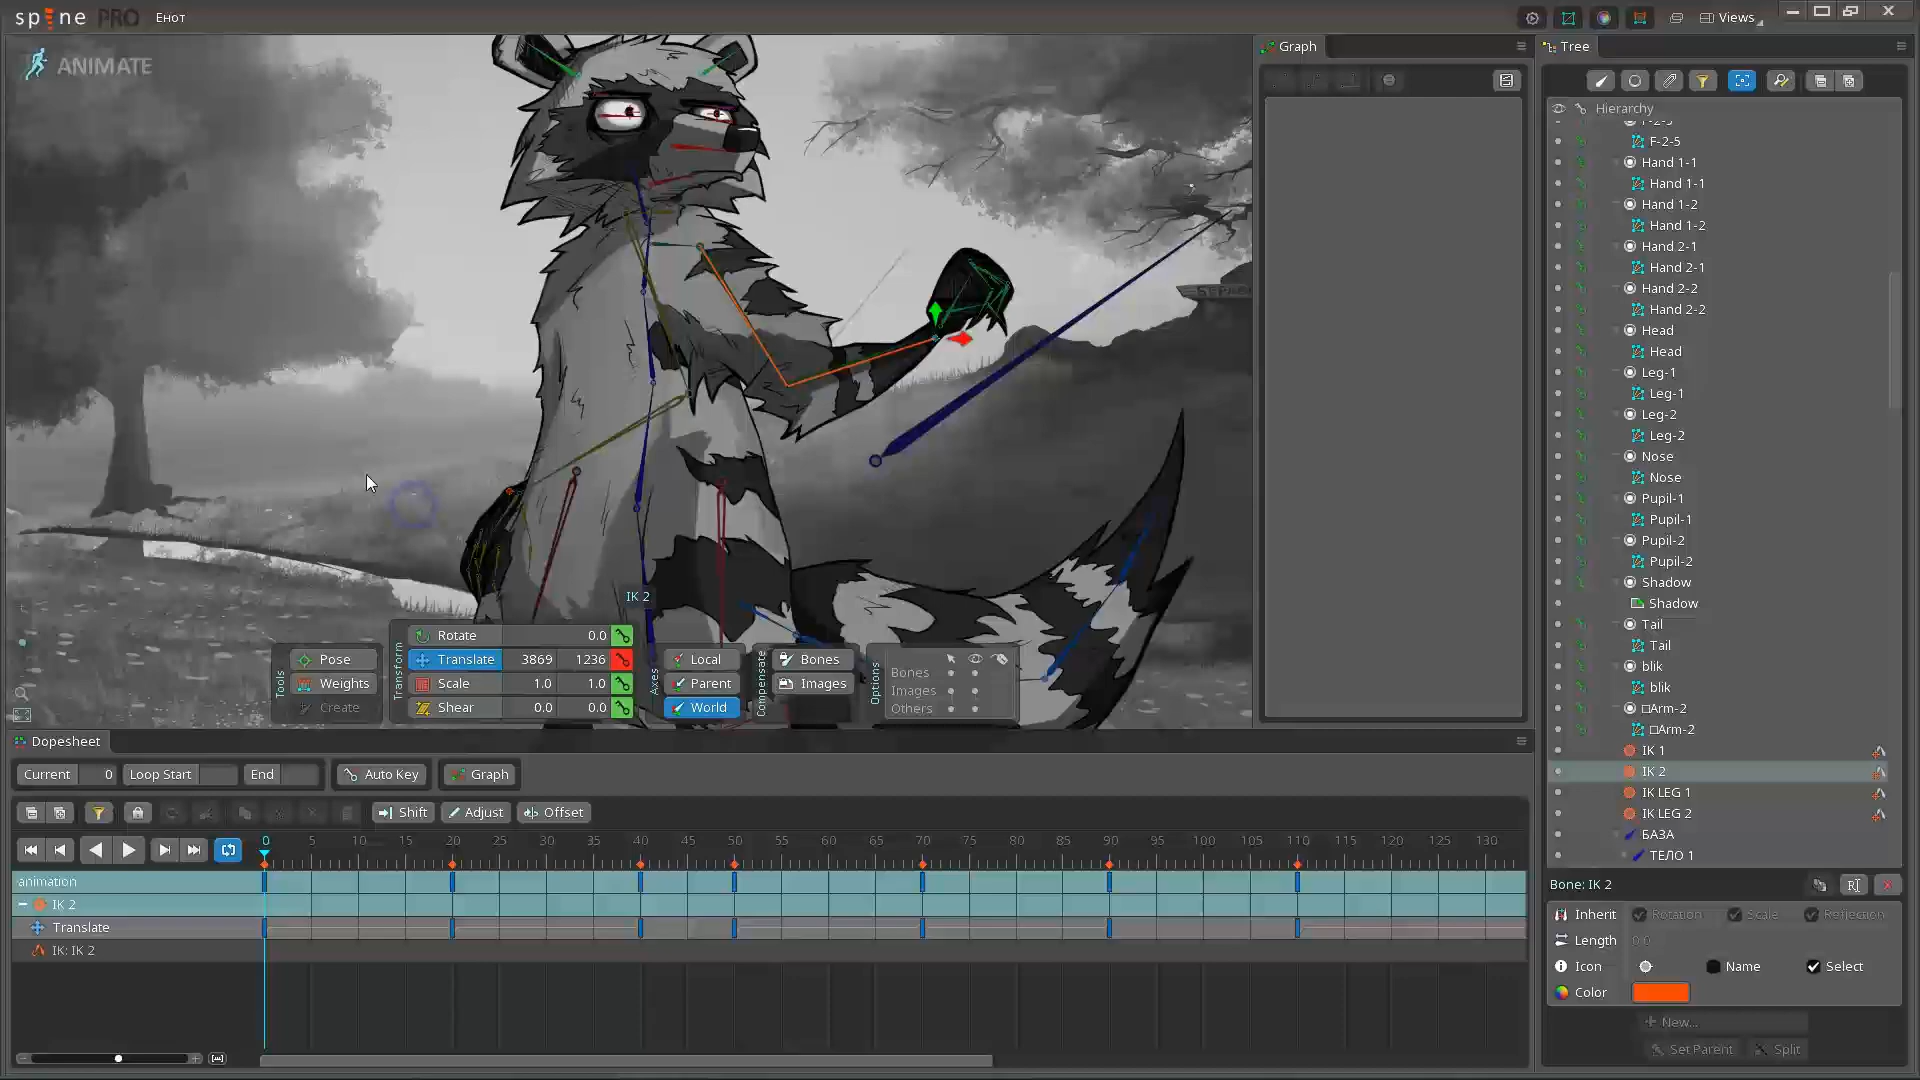 spine PRO Енот
Views
ANIMATE
Graph
Tree
Hierarchy
F-2-5
F-2-5
Hand 1-1
Hand 1-1
Hand 1-2
Hand 1-2
Hand 2-1
Hand 2-1
Hand 2-2
Hand 2-2
Head
Head
Leg-1
Leg-1
Leg-2
Leg-2
Nose
Nose
Pupil-1
Pupil-1
Pupil-2
Pupil-2
Shadow
Shadow
Tail
Tail
blik
blik
□Arm-2
□Arm-2
IK 1
IK 2
IK LEG 1
IK LEG 2
БАЗА
ТЕЛО 1
IK 2
Tools
Pose
Weights
Create
Transform
Rotate 0.0
Translate 3869 1236
Scale 1.0 1.0
Shear 0.0 0.0
Axes
Local
Parent
World
Compensate
Bones
Images
Options
Bones
Images
Others
Dopesheet
Current 0 Loop Start End Auto Key Graph
Shift Adjust Offset
0 5 10 15 20 25 30 35 40 45 50 55 60 65 70 75 80 85 90 95 100 105 110 115 120 125 130
animation
IK 2
Translate
IK: IK 2
Bone: IK 2
Inherit Rotation Scale Reflection
Length 0.0
Icon Name Select
Color
New...
Set Parent Split